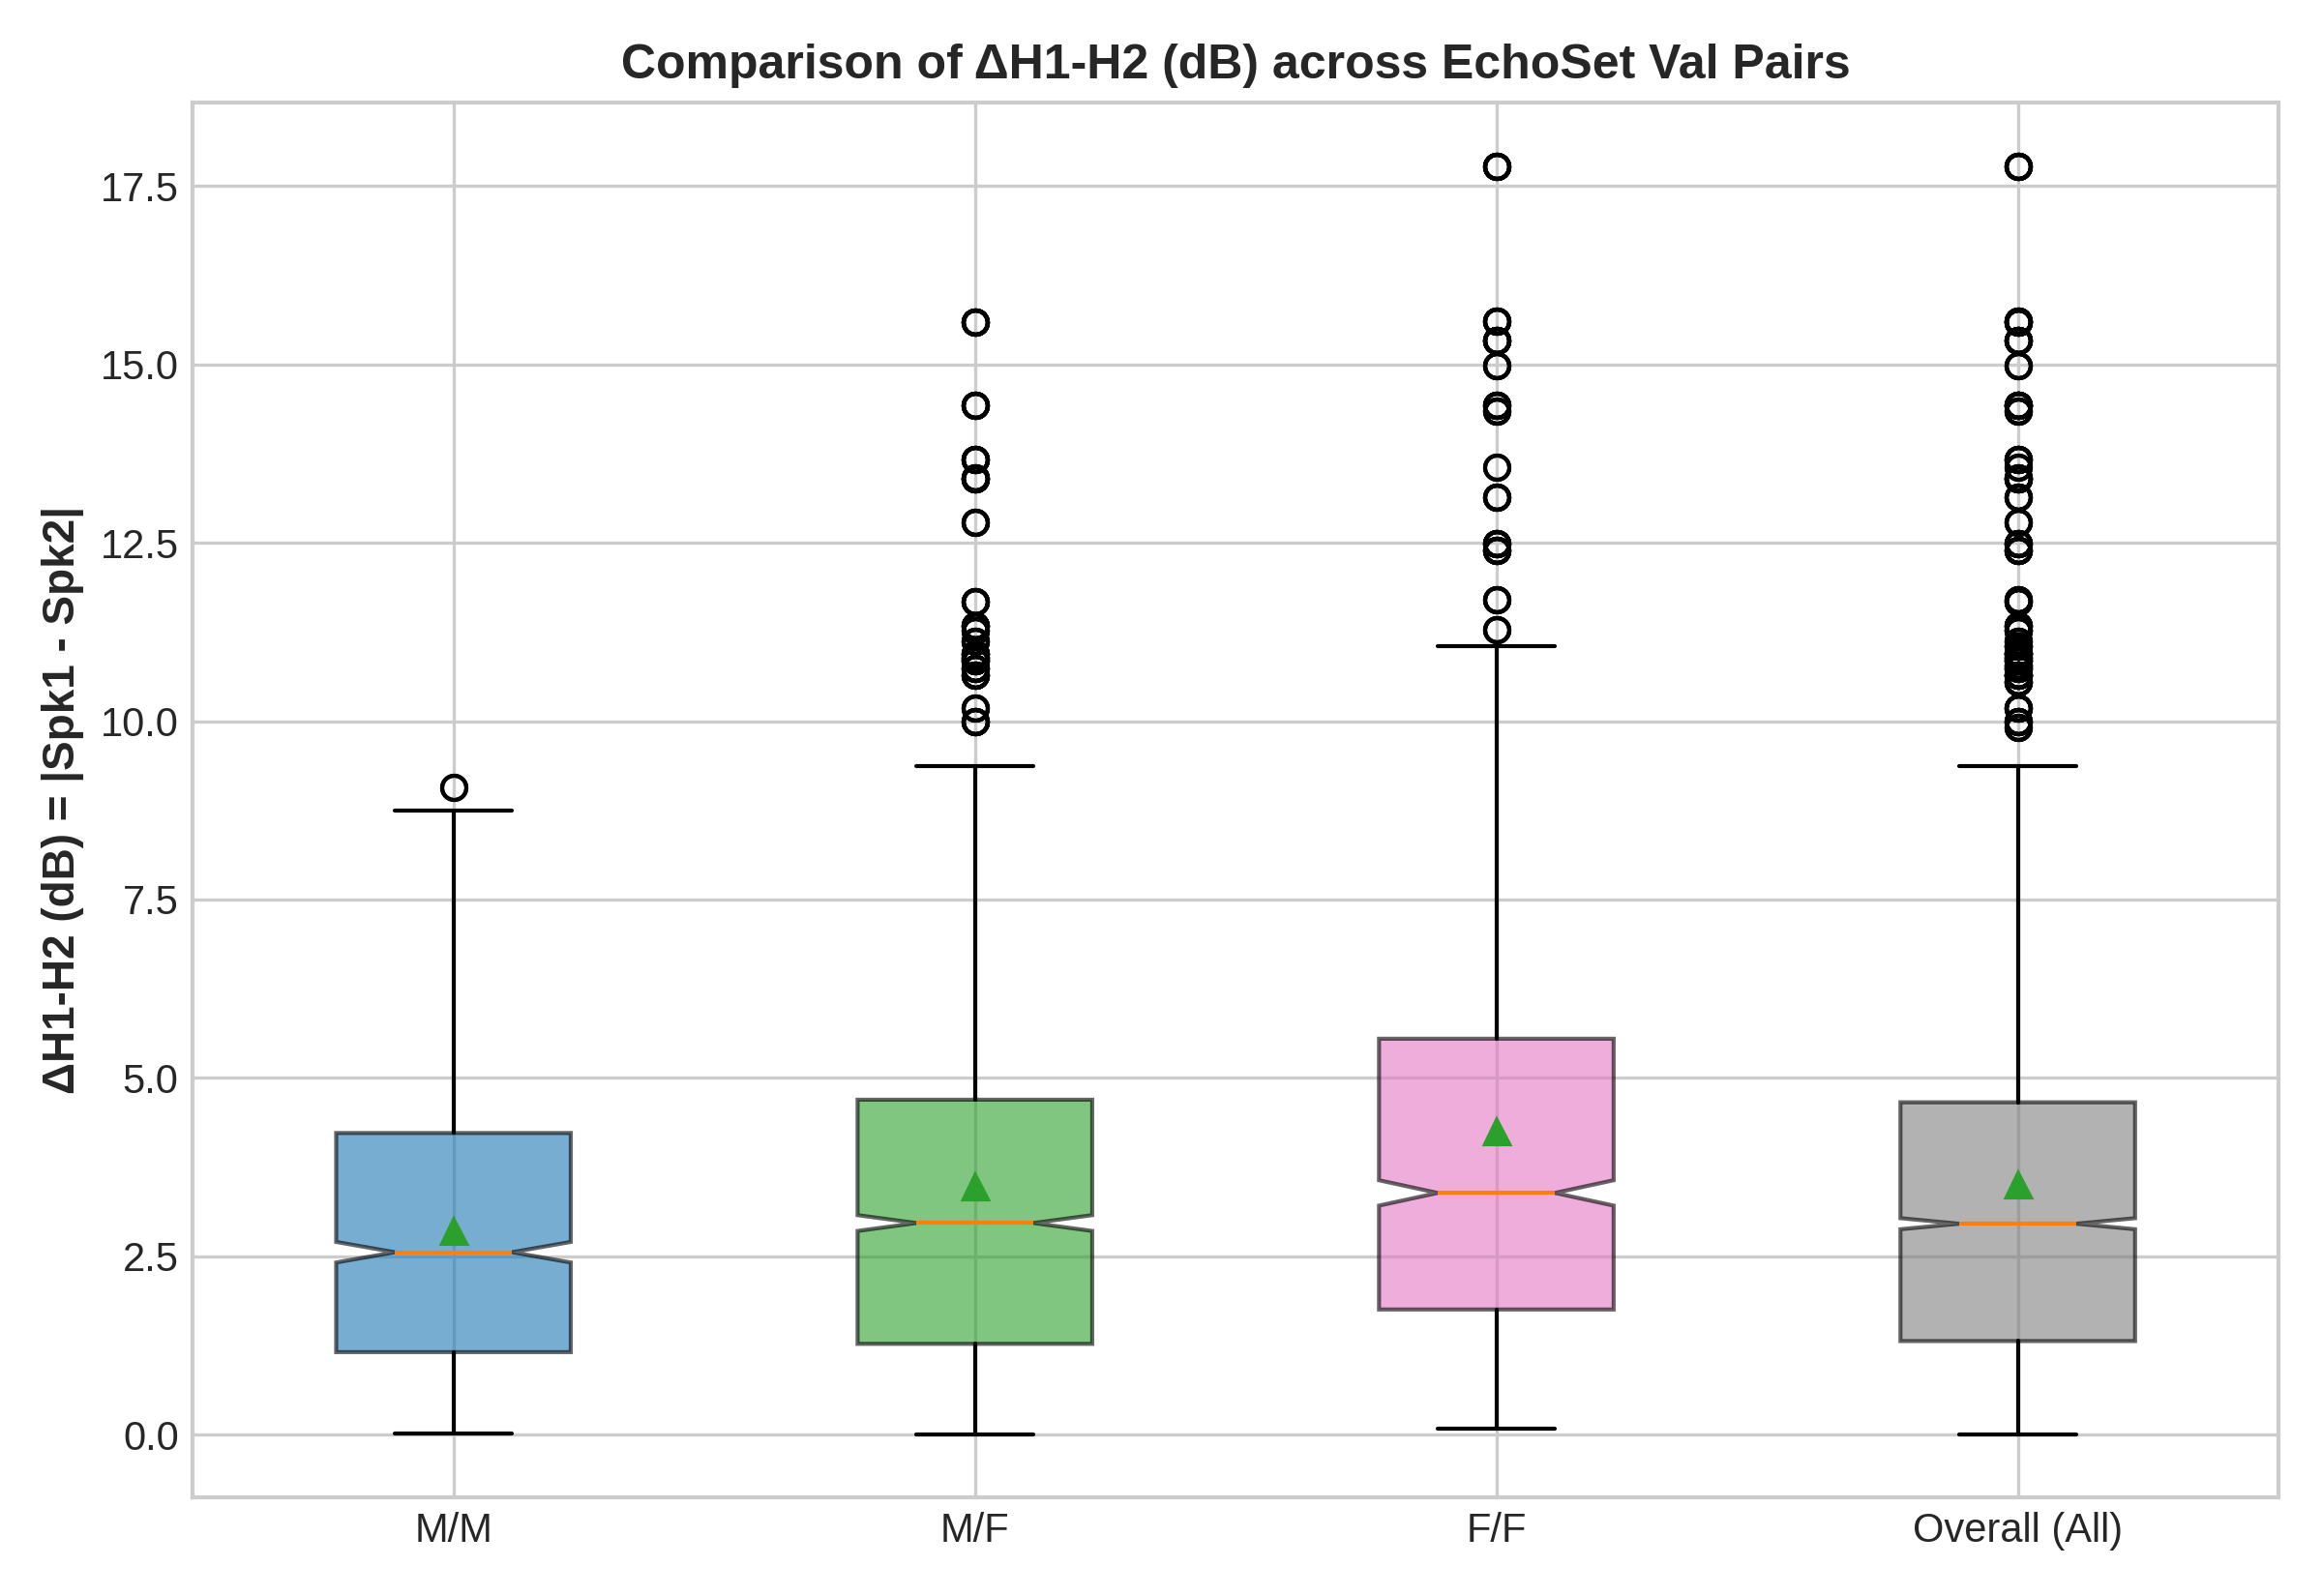 Comparison of ΔH1-H2 (dB) across EchoSet Val Pairs
ΔH1-H2 (dB) = |Spk1 - Spk2|
17.5
15.0
12.5
10.0
7.5
5.0
2.5
0.0
M/M
M/F
F/F
Overall (All)